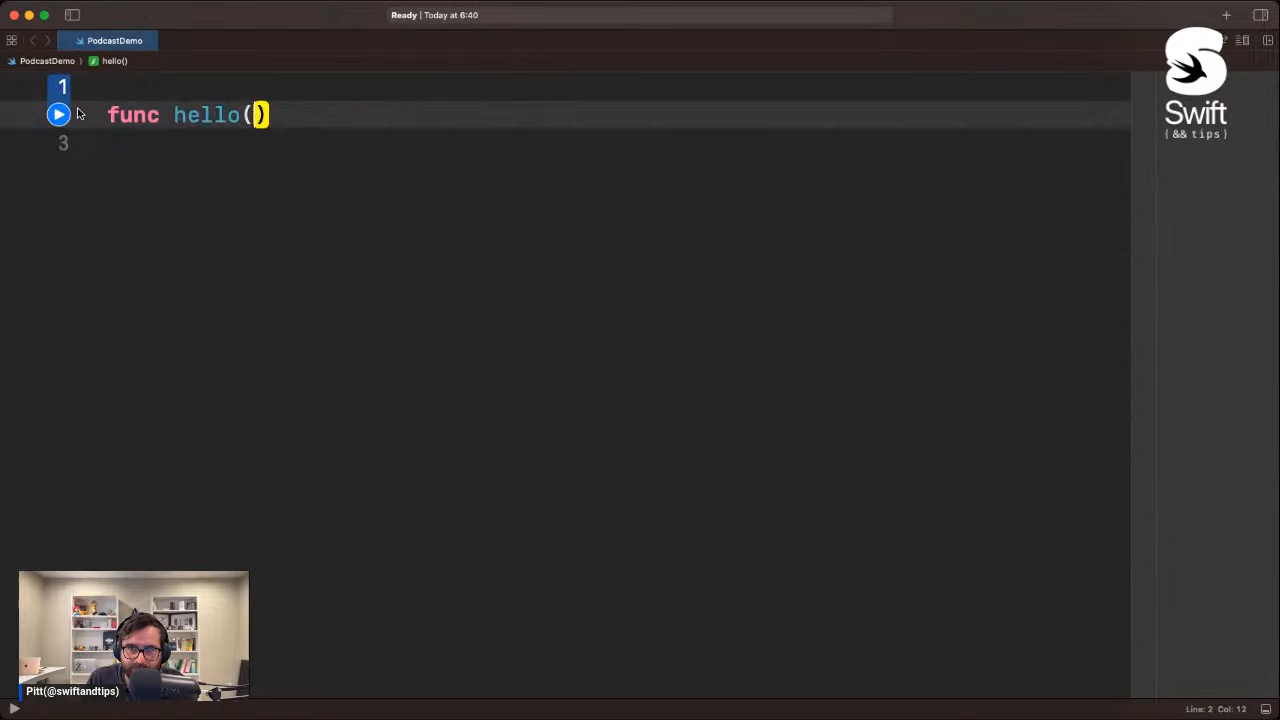 Ready | Today at 6:40
PodcastDemo
PodcastDemo
hello()
1
func hello()
3
Swift
{ && tips }
Pitt(@swiftandtips)
Line: 2 Col: 12